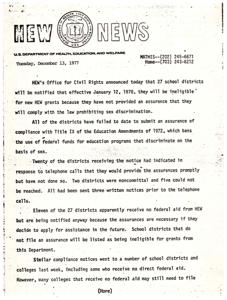 HEW NEWS
U.S. DEPARTMENT OF HEALTH, EDUCATION, AND WELFARE
Tuesday, December 13, 1977
MATHIS--(202) 245-6671
Home--(703) 243-6212
HEW's Office for Civil Rights announced today that 27 school districts
will be notified that effective January 12, 1978, they will be ineligible
for new HEW grants because they have not provided an assurance that they
will comply with the law prohibiting sex discrimination.
All of the districts have failed to date to submit an assurance of
compliance with Title IX of the Education Amendments of 1972, which bans
the use of federal funds for education programs that discriminate on the
basis of sex.
Twenty of the districts receiving the notice had indicated in
response to telephone calls that they would provide the assurances promptly
but have not done so. Two districts were noncommittal and five could not
be reached. All had been sent three written notices prior to the telephone
calls.
Eleven of the 27 districts apparently receive no federal aid from HEW
but are being notified anyway because the assurances are necessary if they
decide to apply for assistance in the future. School districts that do
not file an assurance will be listed as being ineligible for grants from
this Department.
Similar compliance notices went to a number of school districts and
colleges last week, including some who receive no direct federal aid.
However, many colleges that receive no federal aid may still need to file
(More)